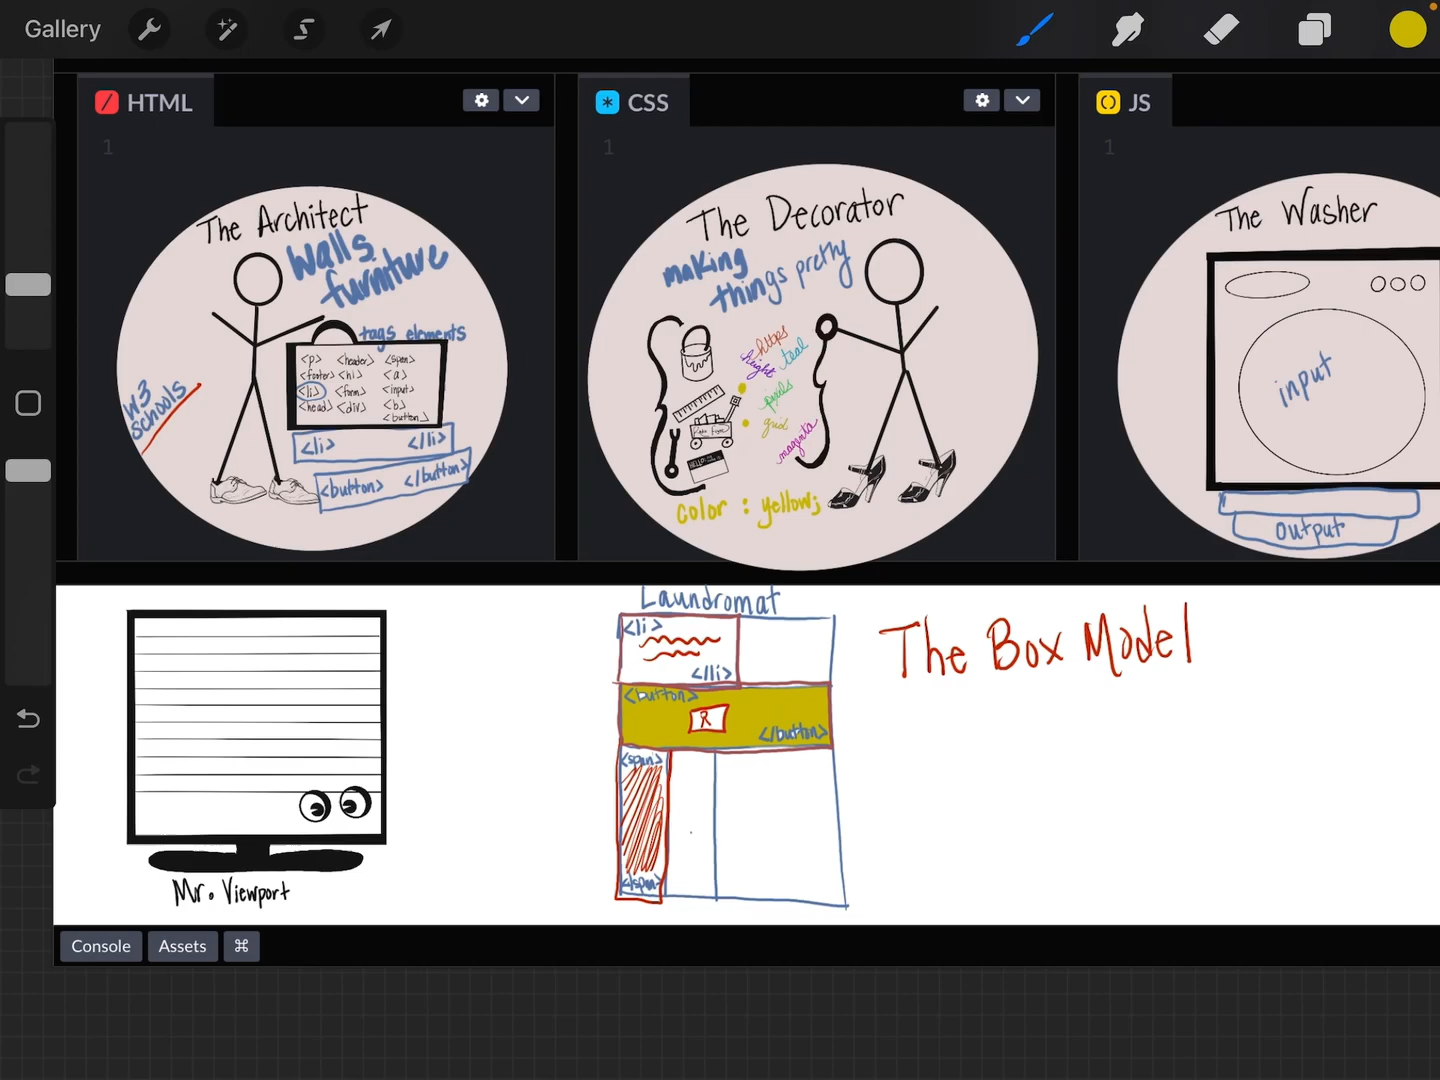 Gallery
HTML
CSS
JS
1
1
1
The Architect
walls
furniture
tags elements
<p> <header> <span>
<footer> <h1> <a>
<li> <form> <input>
<head> <div> <b>
<button>
w3
schools
<li> </li>
<button> </button>
The Decorator
making
things pretty
https
height
teal
pixels
grid
magenta
color : yellow;
The Washer
input
output
Mr. Viewport
Laundromat
<li>
</li>
<button>
R
</button>
<span>
</span>
The Box Model
Console
Assets
⌘